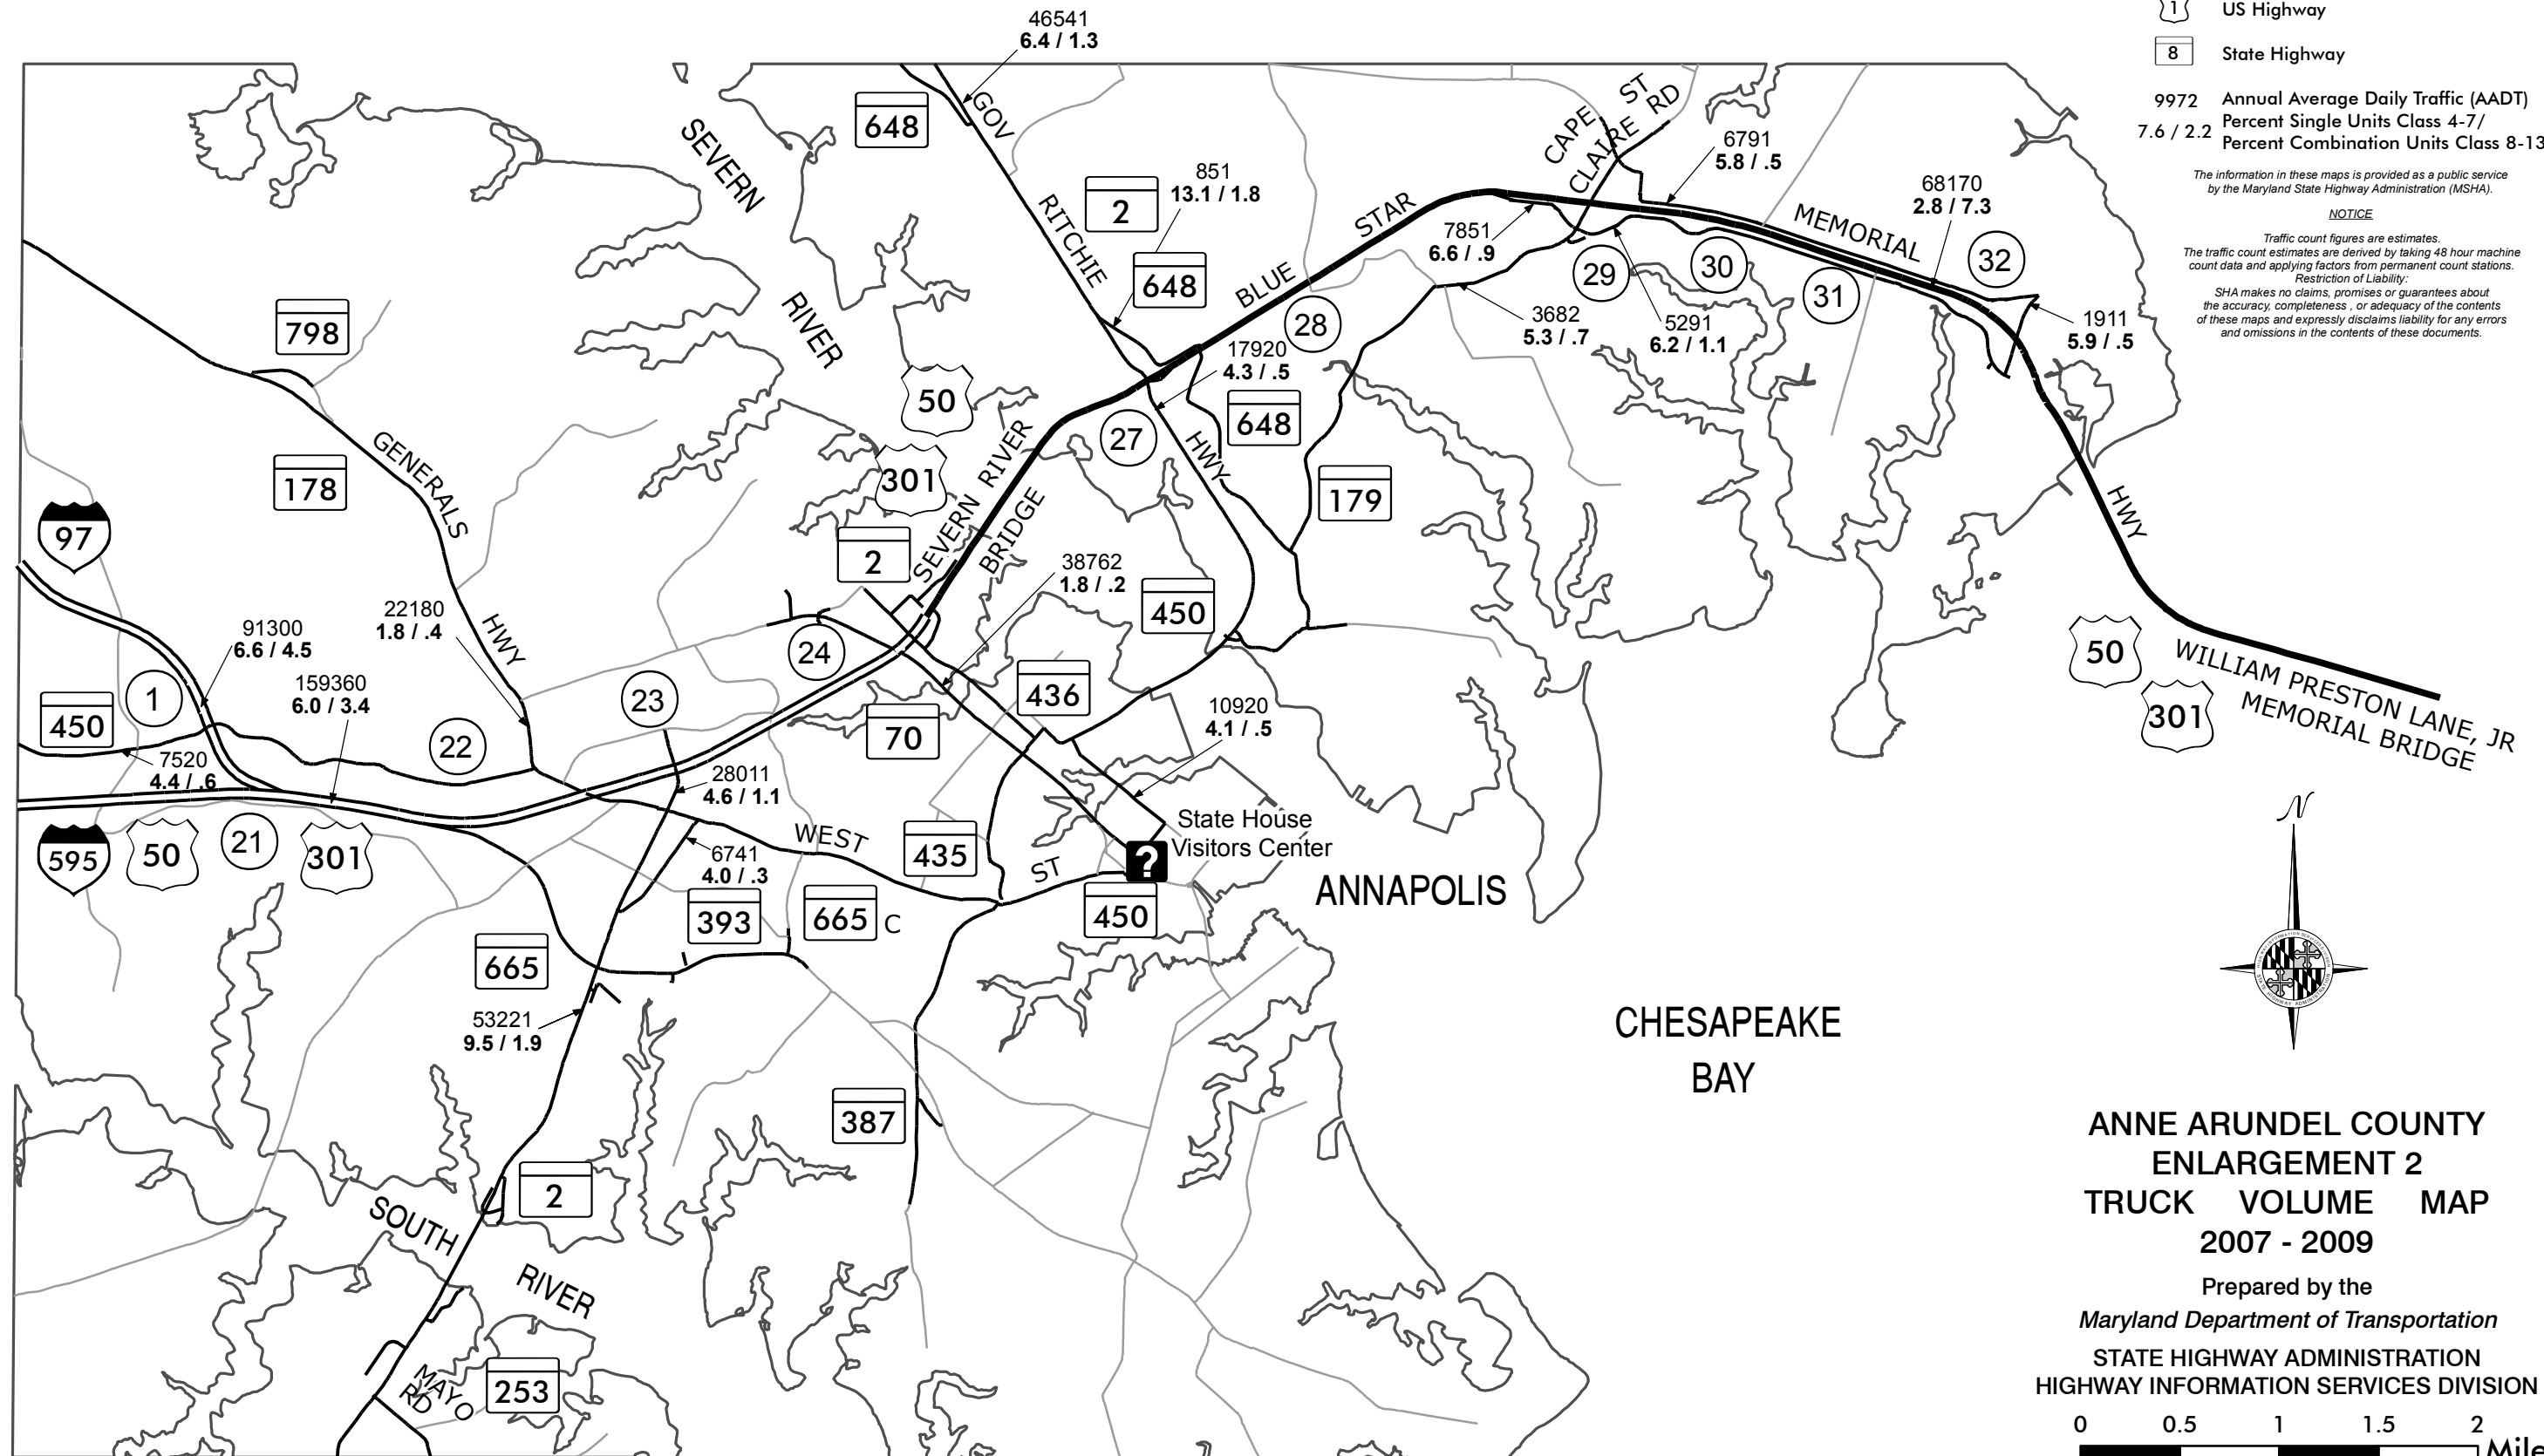 46541
6.4 / 1.3
1
US Highway
8
State Highway
9972
Annual Average Daily Traffic (AADT)
7.6 / 2.2
Percent Single Units Class 4-7/
Percent Combination Units Class 8-13
The information in these maps is provided as a public service
by the Maryland State Highway Administration (MSHA).
NOTICE
Traffic count figures are estimates.
The traffic count estimates are derived by taking 48 hour machine
count data and applying factors from permanent count stations.
Restriction of Liability:
SHA makes no claims, promises or guarantees about
the accuracy, completeness , or adequacy of the contents
of these maps and expressly disclaims liability for any errors
and omissions in the contents of these documents.
648
GOV
RITCHIE
HWY
SEVERN
RIVER
2
851
13.1 / 1.8
648
CAPE ST
CLAIRE RD
6791
5.8 / .5
BLUE
STAR
MEMORIAL
HWY
68170
2.8 / 7.3
7851
6.6 / .9
29
30
31
32
28
3682
5.3 / .7
5291
6.2 / 1.1
1911
5.9 / .5
798
50
301
17920
4.3 / .5
27
648
179
178
GENERALS
HWY
97
2
SEVERN RIVER
BRIDGE
38762
1.8 / .2
450
22180
1.8 / .4
91300
6.6 / 4.5
159360
6.0 / 3.4
24
23
1
450
22
436
70
10920
4.1 / .5
50
301
WILLIAM PRESTON LANE, JR
MEMORIAL BRIDGE
7520
4.4 / .6
28011
4.6 / 1.1
N
State House
Visitors Center
?
595
50
21
301
WEST
ST
435
6741
4.0 / .3
ANNAPOLIS
393
665 C
450
665
53221
9.5 / 1.9
CHESAPEAKE
BAY
387
2
SOUTH
RIVER
MAYO
RD
253
ANNE ARUNDEL COUNTY
ENLARGEMENT 2
TRUCK VOLUME MAP
2007 - 2009
Prepared by the
Maryland Department of Transportation
STATE HIGHWAY ADMINISTRATION
HIGHWAY INFORMATION SERVICES DIVISION
0 0.5 1 1.5 2